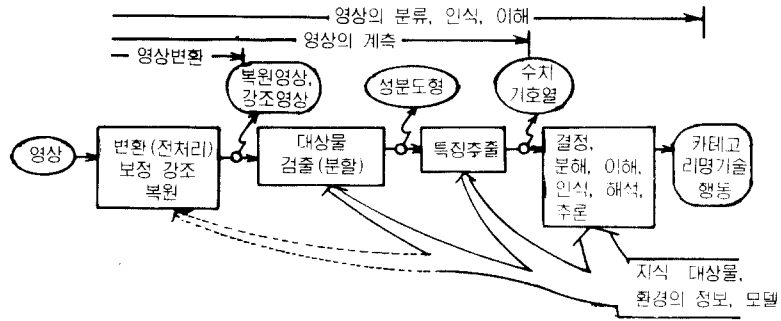 영상의 분류, 인식, 이해
영상의 계측
영상변환
복원영상,
강조영상
성분도형
수치
기호열
영상
변환(전처리)
보정 강조
복원
대상물
검출(분할)
특징추출
결정,
분해, 이해,
인식, 해석,
추론
카테고
리명기술
행동
지식 대상물,
환경의 정보, 모델